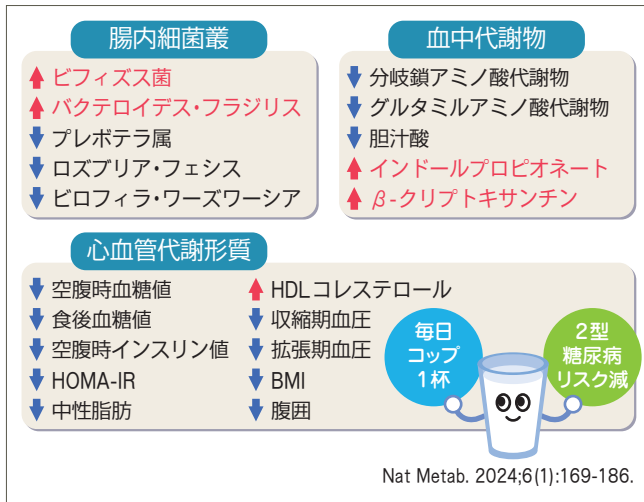 腸内細菌叢
↑ ビフィズス菌
↑ バクテロイデス・フラジリス
↓ プレボテラ属
↓ ロズブリア・フェシス
↓ ビロフィラ・ワーズワーシア
血中代謝物
↓ 分岐鎖アミノ酸代謝物
↓ グルタミルアミノ酸代謝物
↓ 胆汁酸
↑ インドールプロピオネート
↑ β-クリプトキサンチン
心血管代謝形質
↓ 空腹時血糖値
↓ 食後血糖値
↓ 空腹時インスリン値
↓ HOMA-IR
↓ 中性脂肪
↑ HDLコレステロール
↓ 収縮期血圧
↓ 拡張期血圧
↓ BMI
↓ 腹囲
毎日
コップ
1杯
2型
糖尿病
リスク減
Nat Metab. 2024;6(1):169-186.